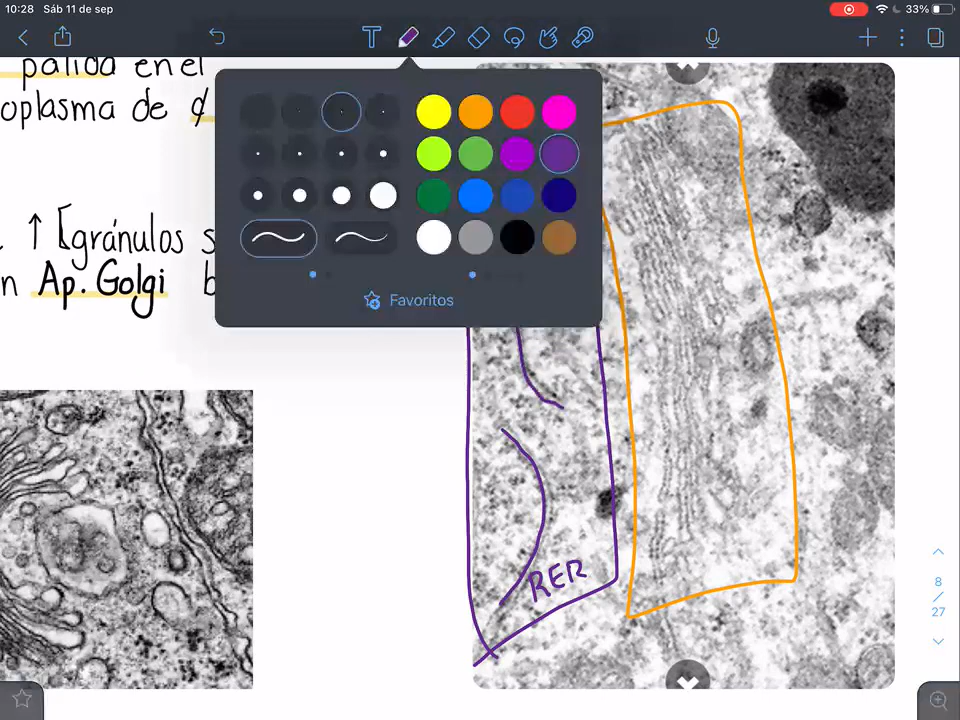 10:28 Sáb 11 de sep
33%
pálida en el
oplasma de ¢
↑ [gránulos s
n Ap. Golgi b
Favoritos
RER
8
/
27